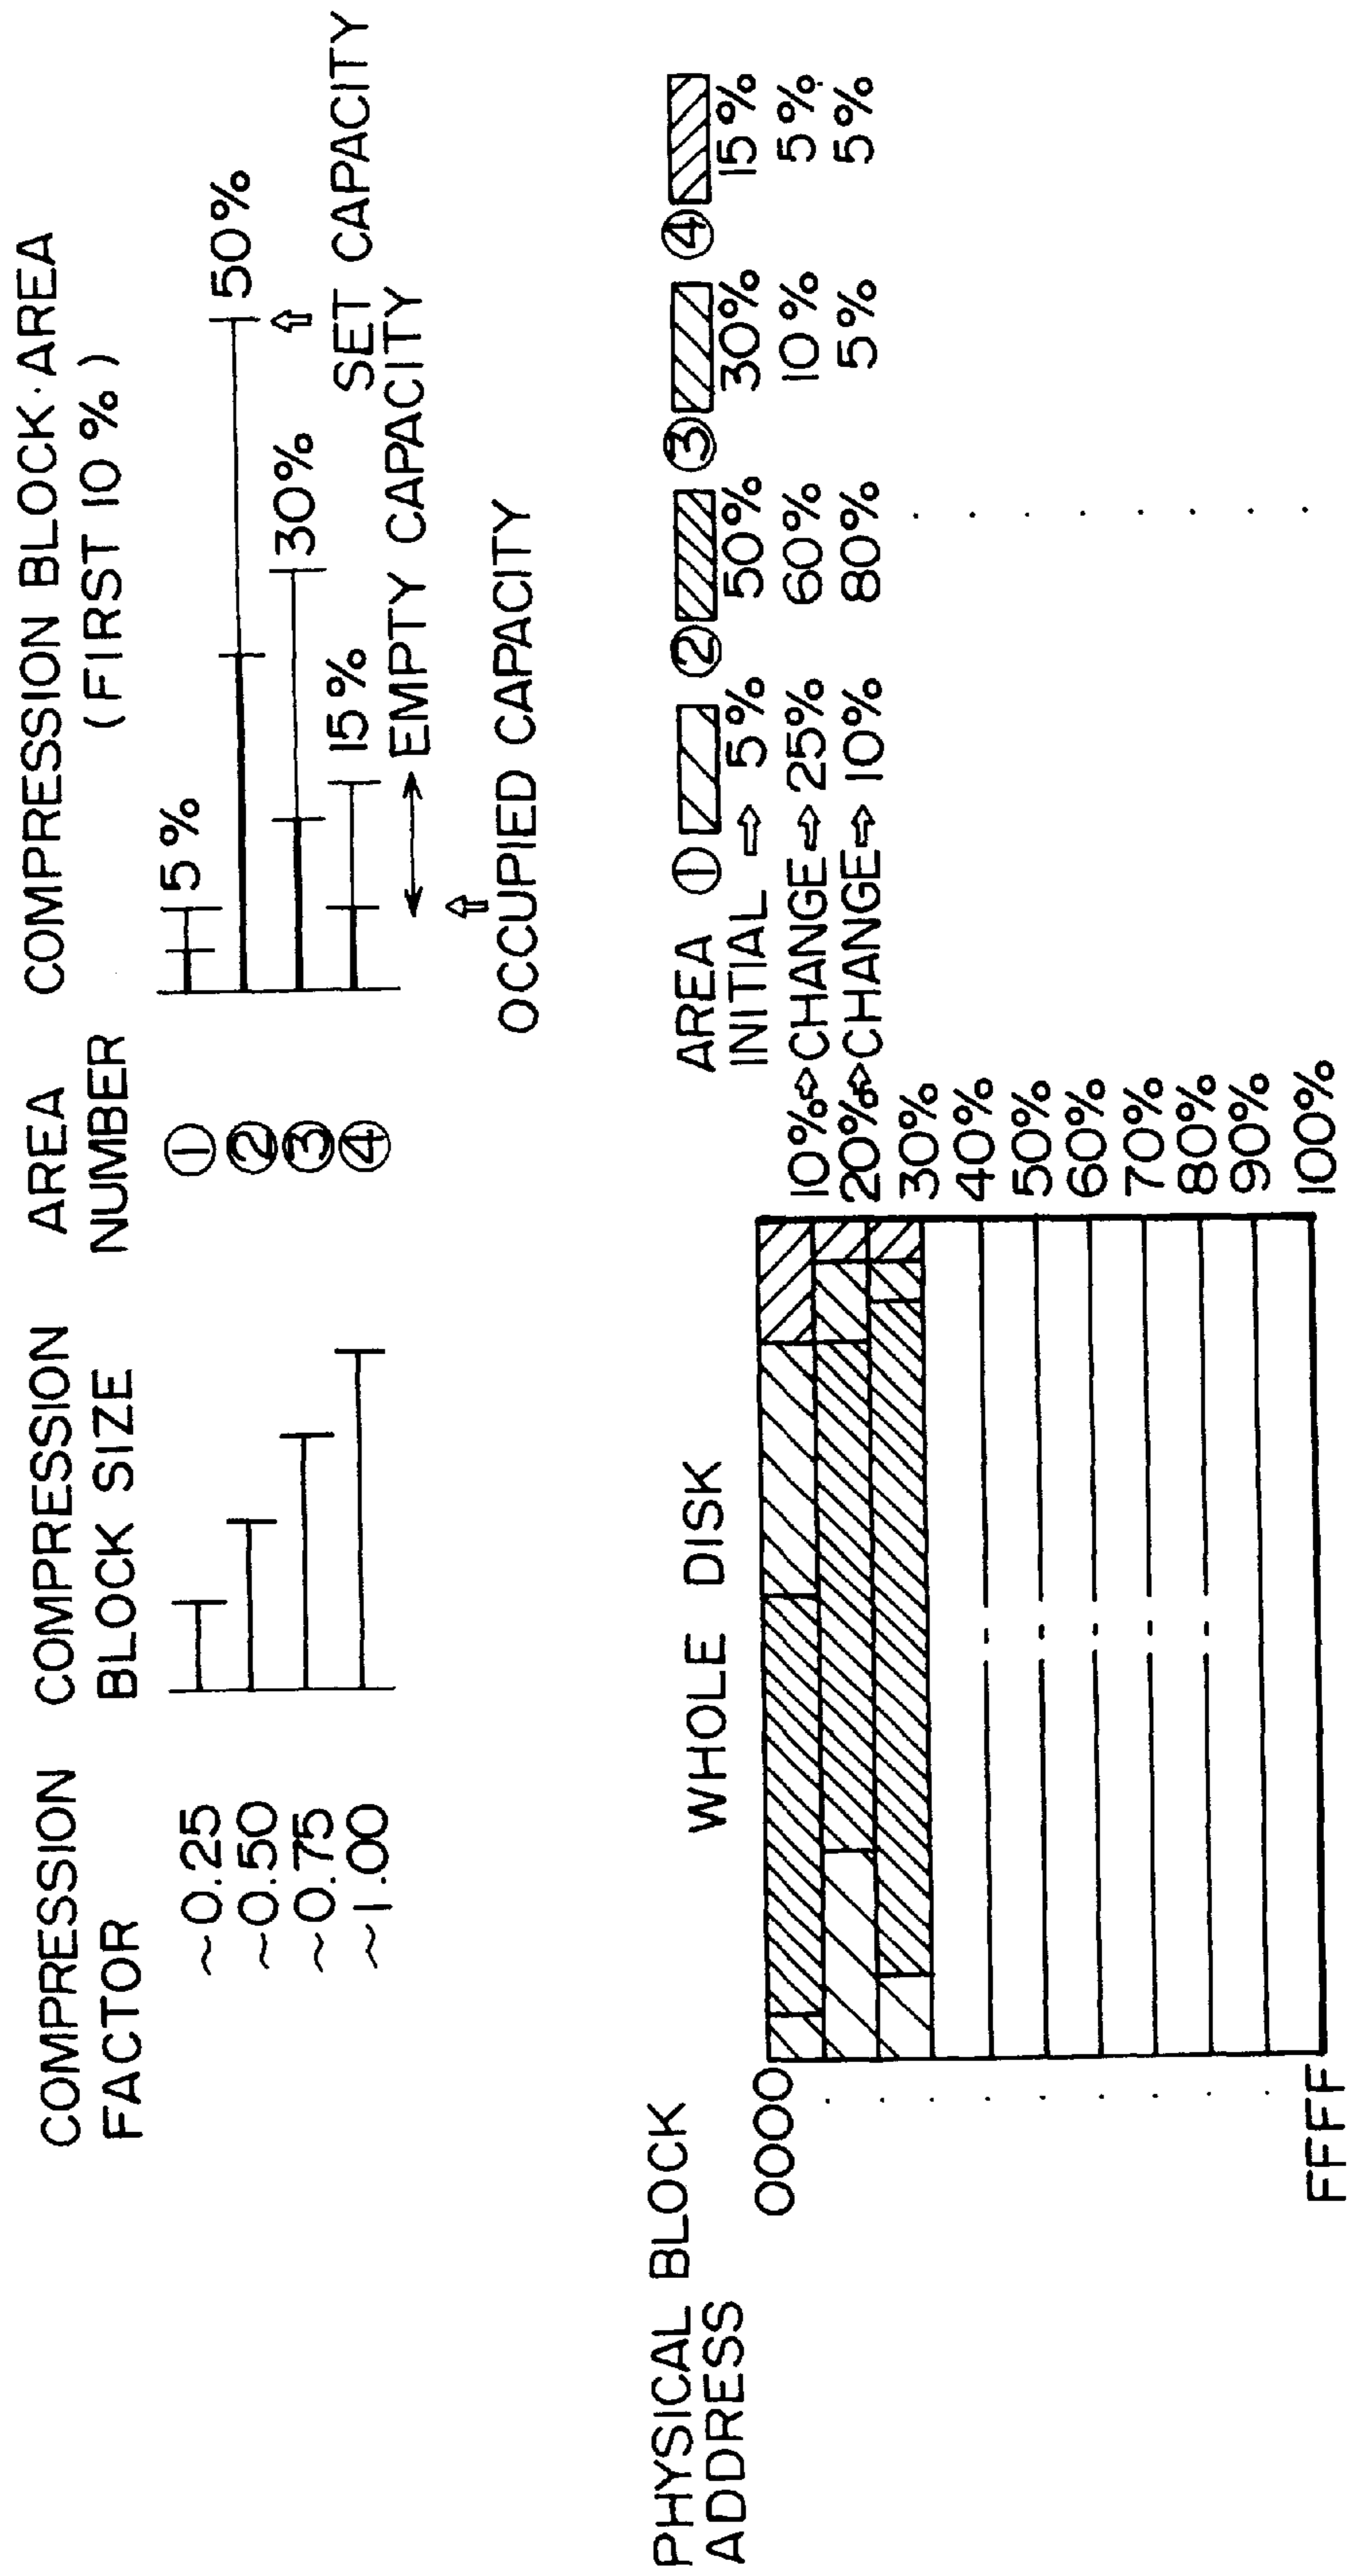 COMPRESSION
FACTOR
~0.25
~0.50
~0.75
~1.00
COMPRESSION
BLOCK SIZE
AREA
NUMBER
①
②
③
④
COMPRESSION BLOCK·AREA
(FIRST 10%)
5%
50%
30%
15%
SET CAPACITY
EMPTY CAPACITY
OCCUPIED CAPACITY
PHYSICAL BLOCK
ADDRESS
0000
FFFF
WHOLE DISK
AREA ① ② ③ ④
INITIAL ⇨ 5% 50% 30% 15%
10%⇨CHANGE⇨25% 60% 10% 5%
20%⇨CHANGE⇨10% 80% 5% 5%
30%
40%
50%
60%
70%
80%
90%
100%